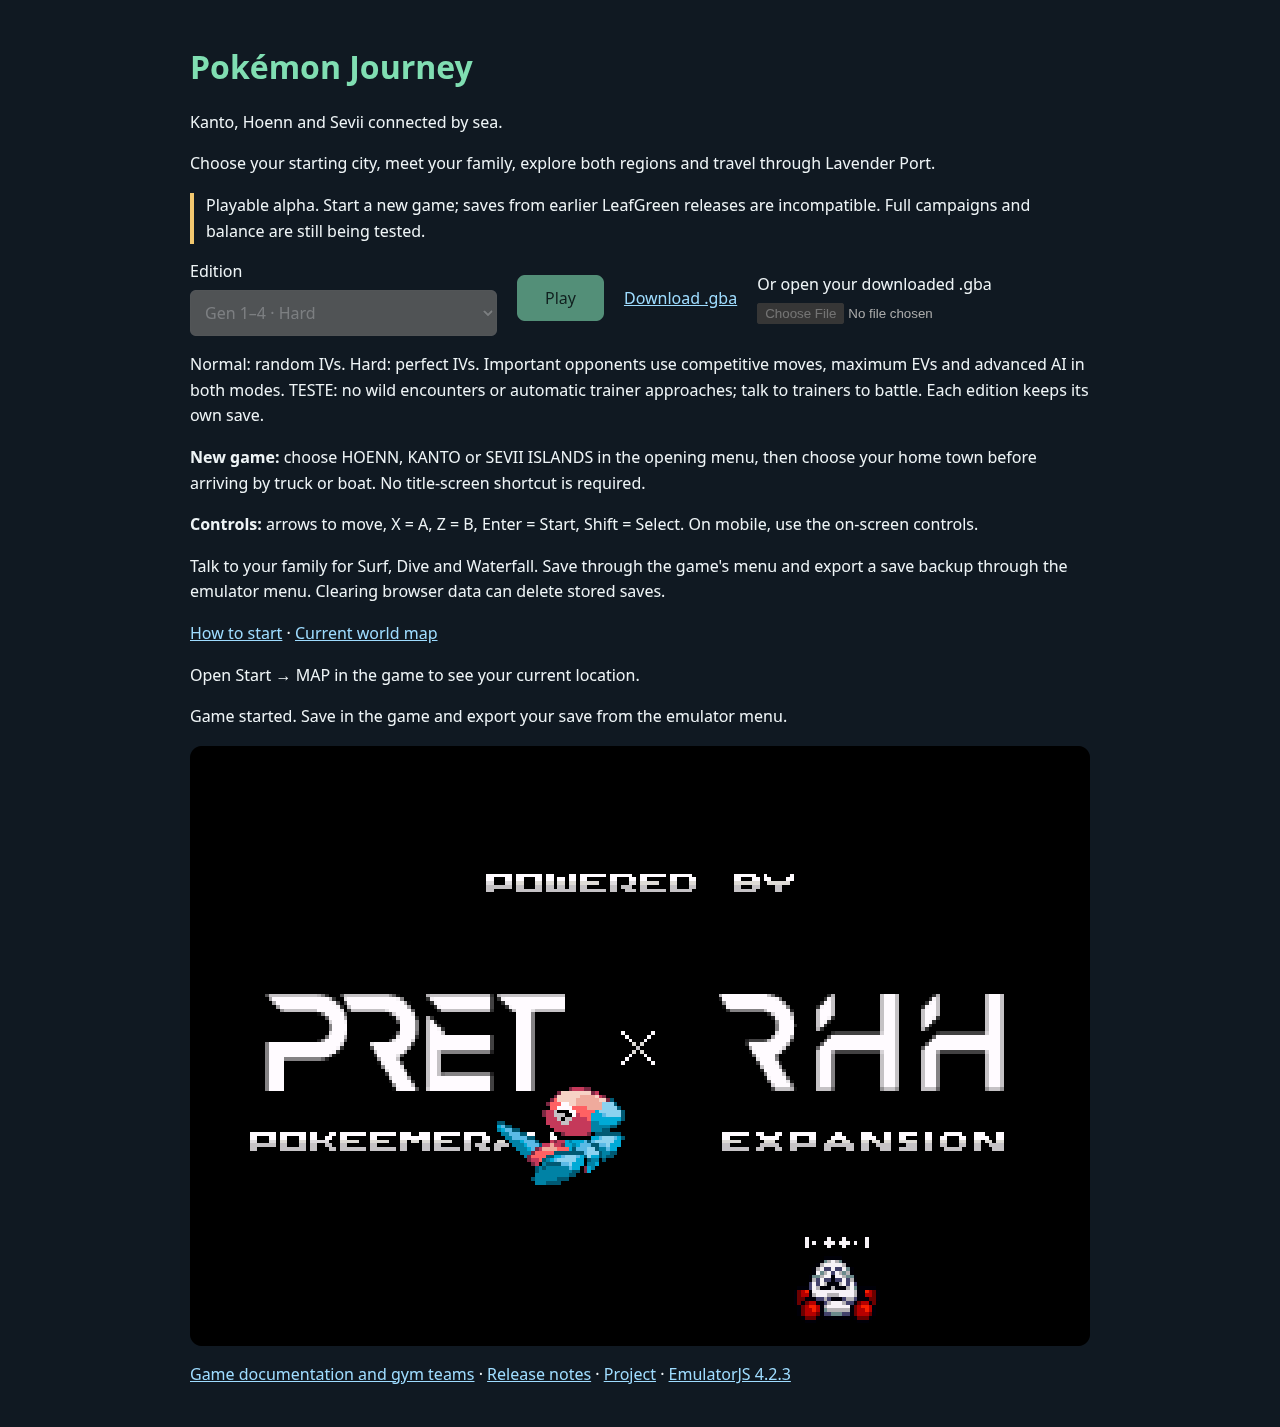 Pokémon Journey
Kanto, Hoenn and Sevii connected by sea.
Choose your starting city, meet your family, explore both regions and travel through Lavender Port.
Playable alpha. Start a new game; saves from earlier LeafGreen releases are incompatible. Full campaigns and
balance are still being tested.
Edition
Gen 1–4 · Hard
Play
Download .gba
Or open your downloaded .gba
Choose File No file chosen
Normal: random IVs. Hard: perfect IVs. Important opponents use competitive moves, maximum EVs and advanced AI in
both modes. TESTE: no wild encounters or automatic trainer approaches; talk to trainers to battle. Each edition keeps its
own save.
New game: choose HOENN, KANTO or SEVII ISLANDS in the opening menu, then choose your home town before
arriving by truck or boat. No title-screen shortcut is required.
Controls: arrows to move, X = A, Z = B, Enter = Start, Shift = Select. On mobile, use the on-screen controls.
Talk to your family for Surf, Dive and Waterfall. Save through the game's menu and export a save backup through the
emulator menu. Clearing browser data can delete stored saves.
How to start · Current world map
Open Start → MAP in the game to see your current location.
Game started. Save in the game and export your save from the emulator menu.
POWERED BY
PRET × RHH
EXPANSION
Game documentation and gym teams · Release notes · Project · EmulatorJS 4.2.3